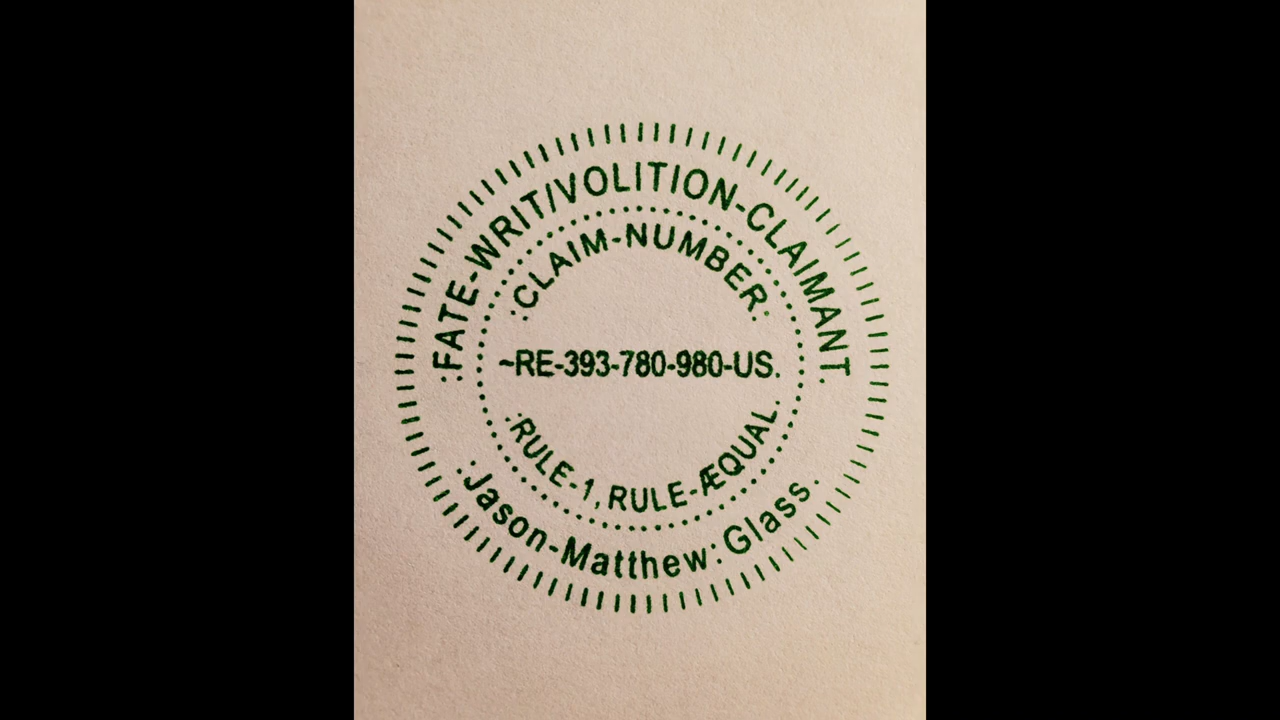 :FATE-WRIT/VOLITION-CLAIMANT.
:CLAIM-NUMBER:
~RE-393-780-980-US.
:RULE-1, RULE-ÆQUAL.
:Jason-Matthew: Glass.